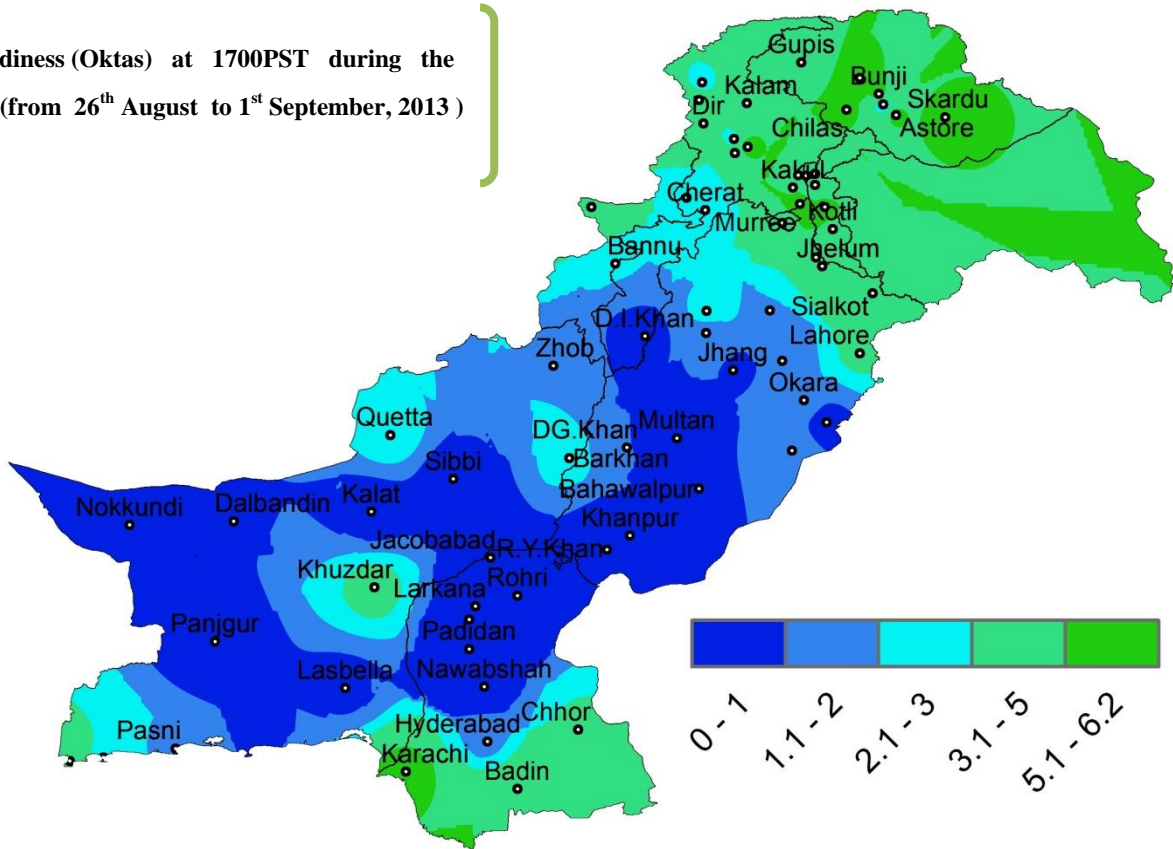 diness (Oktas) at 1700PST during the
(from 26th August to 1st September, 2013 )
Gupis
Bunji
Kalam
Skardu
Dir
Astore
Chilas
Kakul
Cherat
Kotli
Murree
Bannu
Jhelum
Sialkot
D.I.Khan
Lahore
Zhob
Jhang
Okara
Quetta
DG.Khan
Multan
Barkhan
Sibbi
Bahawalpur
Nokkundi
Dalbandin
Kalat
Khanpur
Jacobabad
R.Y.Khan
Khuzdar
Rohri
Larkana
Panjgur
Padidan
Lasbella
Nawabshah
Chhor
Hyderabad
Pasni
Karachi
Badin
0 - 1
1.1 - 2
2.1 - 3
3.1 - 5
5.1 - 6.2